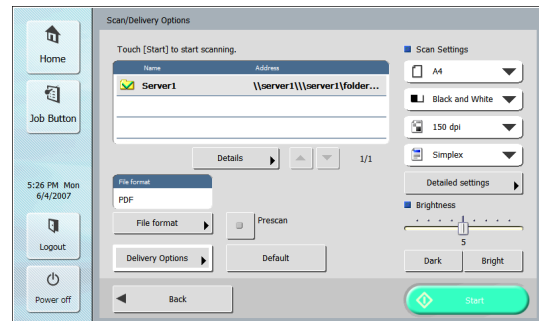 Scan/Delivery Options
Home
Job Button
5:26 PM Mon
6/4/2007
Logout
Power off
Touch [Start] to start scanning.
Name Address
Server1 \\server1\\\server1\folder...
Details 1/1
File format
PDF
File format Prescan
Delivery Options Default
Back
Scan Settings
A4
Black and White
150 dpi
Simplex
Detailed settings
Brightness
5
Dark Bright
Start